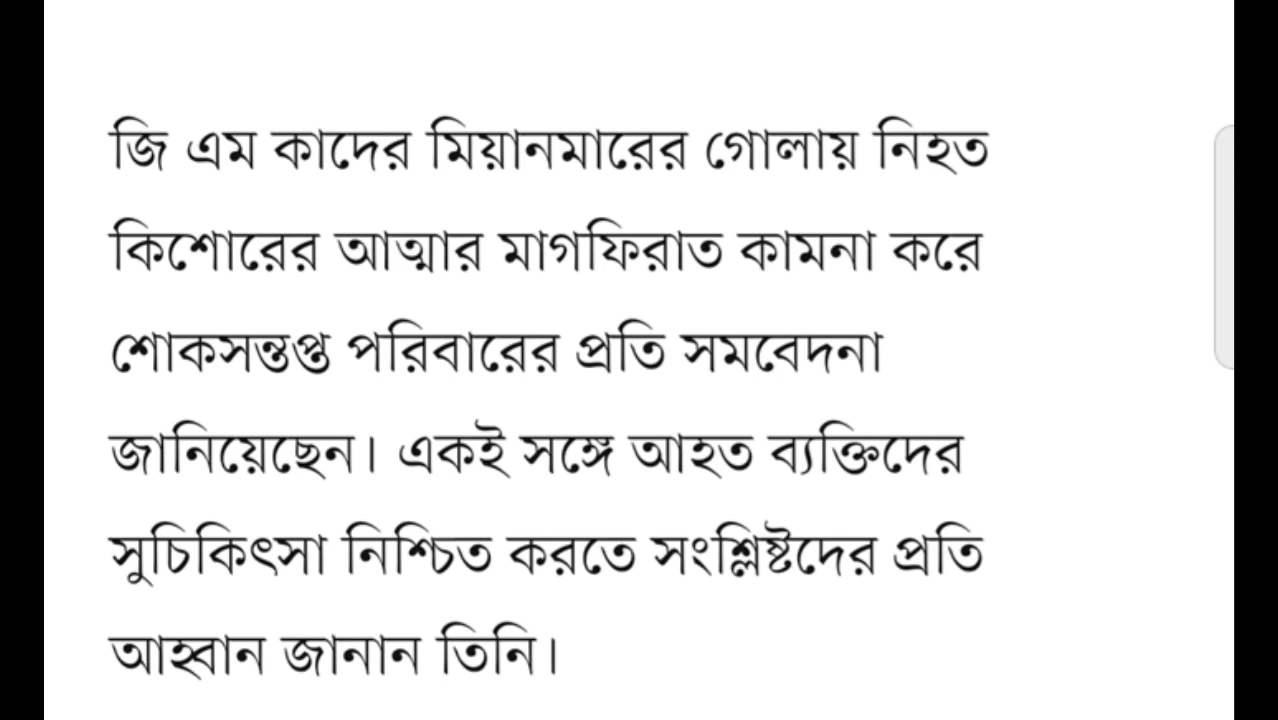 জি এম কাদের মিয়ানমারের গোলায় নিহত
কিশোরের আত্মার মাগফিরাত কামনা করে
শোকসন্তপ্ত পরিবারের প্রতি সমবেদনা
জানিয়েছেন। একই সঙ্গে আহত ব্যক্তিদের
সুচিকিৎসা নিশ্চিত করতে সংশ্লিষ্টদের প্রতি
আহ্বান জানান তিনি।